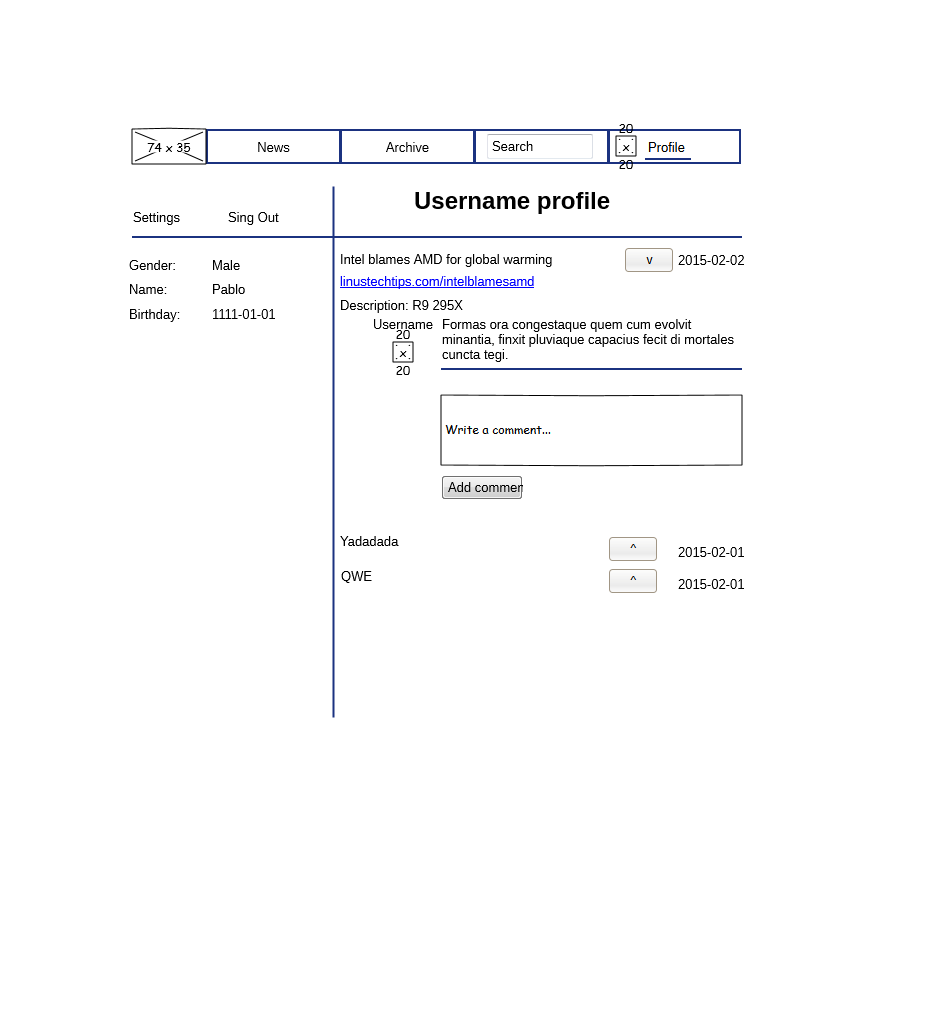 74 x 35
News
Archive
Search
20
x
20
Profile
Username profile
Settings
Sing Out
Gender:
Male
Name:
Pablo
Birthday:
1111-01-01
Intel blames AMD for global warming
v
2015-02-02
linustechtips.com/intelblamesamd
Description: R9 295X
Username
20
x
20
Formas ora congestaque quem cum evolvit
minantia, finxit pluviaque capacius fecit di mortales
cuncta tegi.
Write a comment...
Add commen
Yadadada
^
2015-02-01
QWE
^
2015-02-01